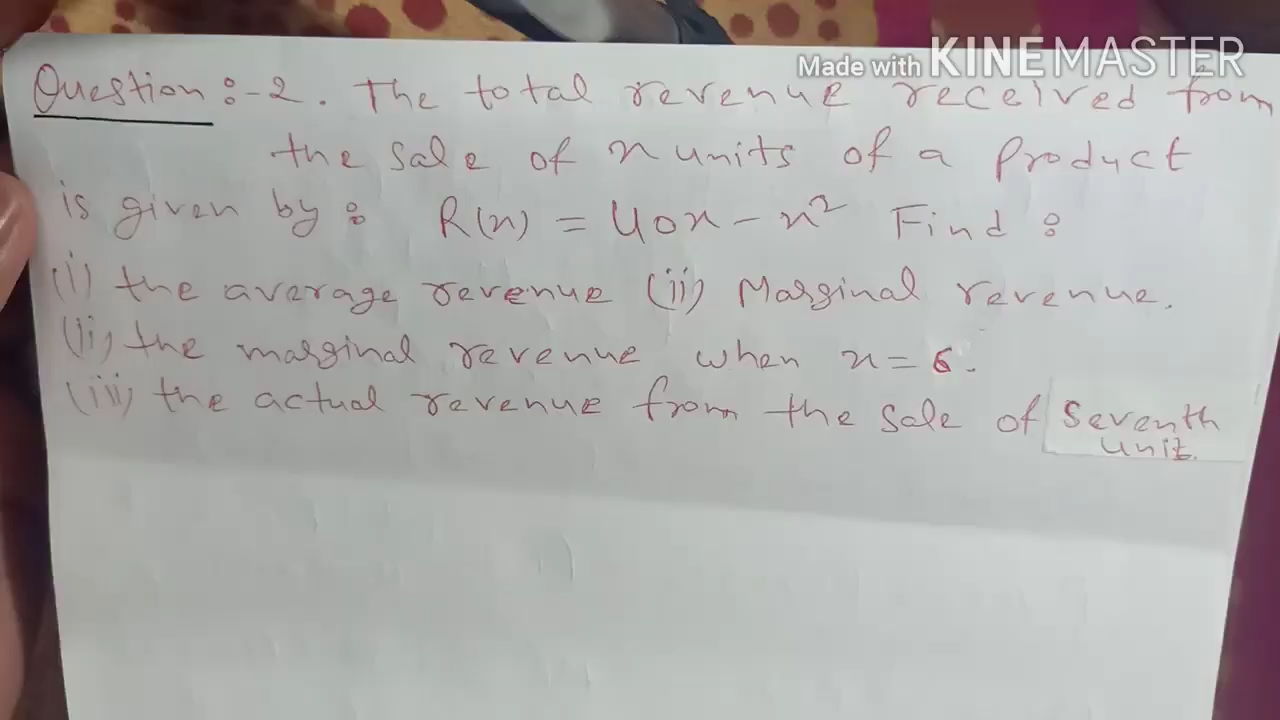 Made with KINEMASTER
Question :- 2. The total revenue received from
the sale of x units of a product
is given by : R(x) = 40x - x² Find :
(i) the average revenue (ii) Marginal revenue.
(ii) the marginal revenue when x = 6.
(iii) the actual revenue from the sale of seventh
unit.